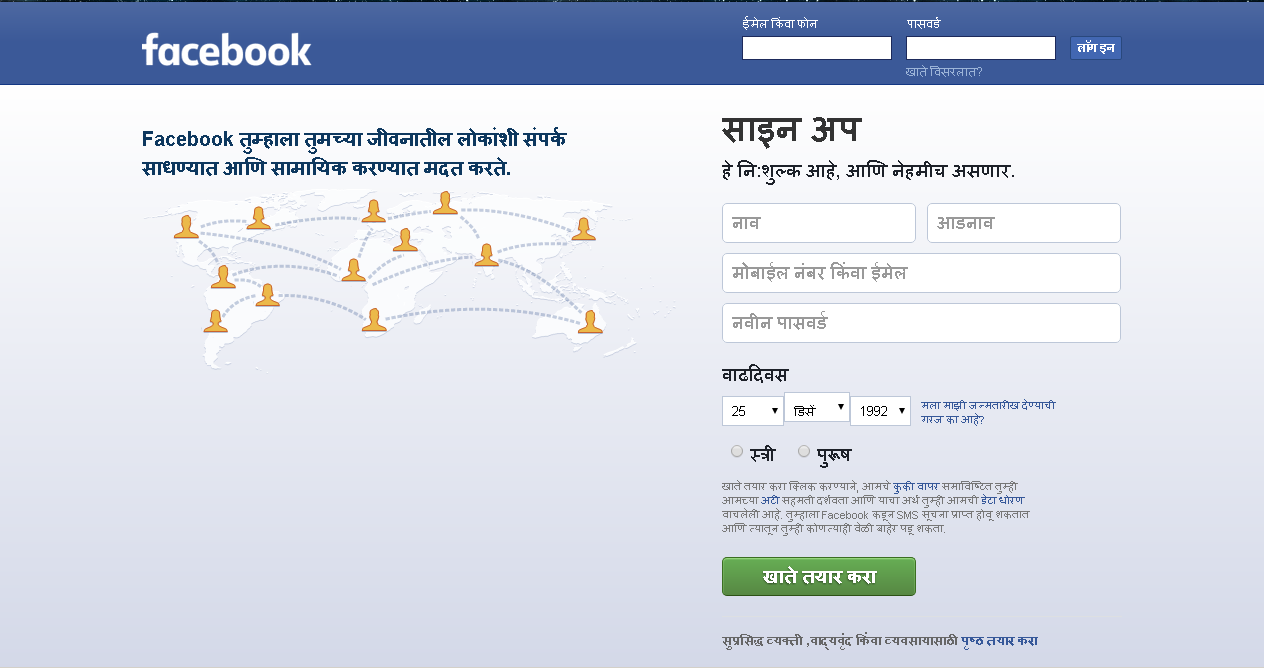 facebook
ईमेल किंवा फोन
पासवर्ड
लॉग इन
खाते विसरलात?
Facebook तुम्हाला तुमच्या जीवनातील लोकांशी संपर्क
साधण्यात आणि सामायिक करण्यात मदत करते.
साइन अप
हे नि:शुल्क आहे, आणि नेहमीच असणार.
नाव
आडनाव
मोबाईल नंबर किंवा ईमेल
नवीन पासवर्ड
वाढदिवस
25
डिसें
1992
मला माझी जन्मतारीख देण्याची
गरज का आहे?
स्त्री
पुरूष
खाते तयार करा क्लिक करण्याने, आमचे कुकी वापर समाविष्टित तुम्ही
आमच्या अटी सहमती दर्शवता आणि याचा अर्थ तुम्ही आमची डेटा धोरण
वाचलेली आहे. तुम्हाला Facebook कडून SMS सूचना प्राप्त होवू शकतात
आणि त्यातून तुम्ही कोणत्याही वेळी बाहेर पडू शकता.
खाते तयार करा
सुप्रसिद्ध व्यक्ती ,वाद्यवृंद किंवा व्यवसायासाठी पृष्ठ तयार करा